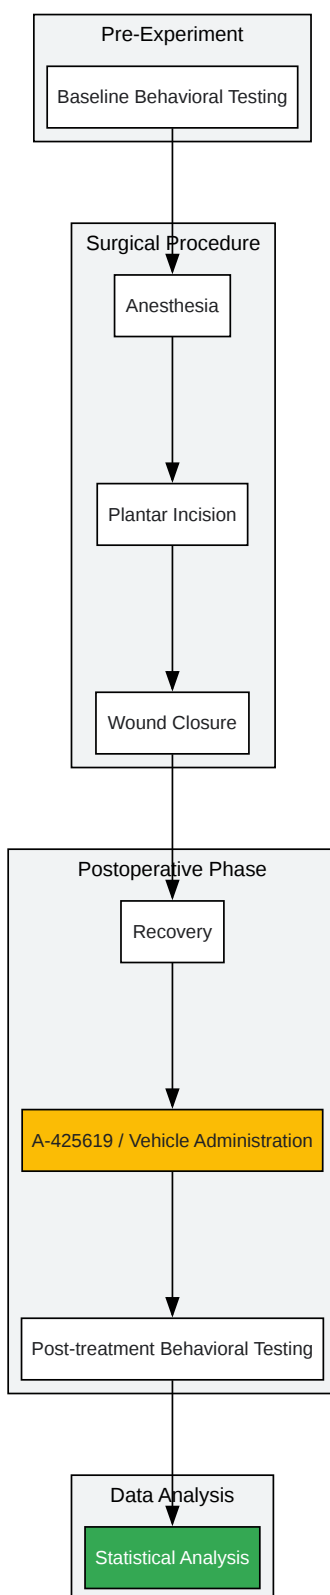 Pre-Experiment
Baseline Behavioral Testing
Surgical Procedure
Anesthesia
Plantar Incision
Wound Closure
Postoperative Phase
Recovery
A-425619 / Vehicle Administration
Post-treatment Behavioral Testing
Data Analysis
Statistical Analysis